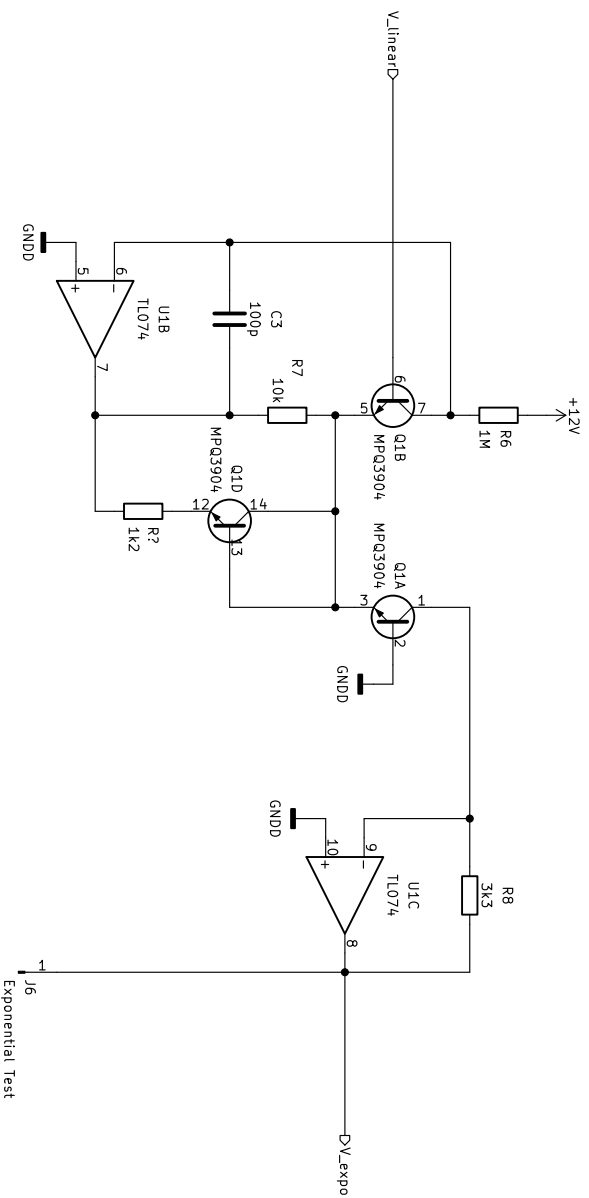 V_linear
+12V
R6
1M
7
6
5
Q1B
MPQ3904
GNDD
5
6
+
−
U1B
TL074
7
C3
100p
R7
10k
Q1D
MPQ3904
14
13
12
R?
1k2
Q1A
MPQ3904
1
2
3
GNDD
GNDD
10
9
+
−
U1C
TL074
8
R8
3k3
1
J6
Exponential Test
V_expo